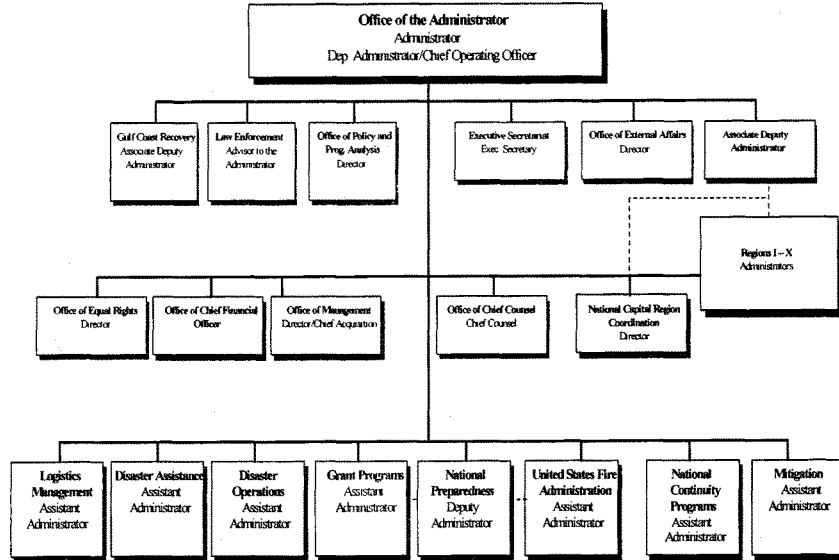 Office of the Administrator
Administrator
Dep Administrator/Chief Operating Officer
Gulf Coast Recovery
Associate Deputy
Administrator
Law Enforcement
Advisor to the
Administrator
Office of Policy and
Prog. Analysis
Director
Executive Secretariat
Exec. Secretary
Office of External Affairs
Director
Associate Deputy
Administrator
Regions I – X
Administrators
Office of Equal Rights
Director
Office of Chief Financial
Officer
Office of Management
Director/Chief Acquisition
Office of Chief Counsel
Chief Counsel
National Capital Region
Coordination
Director
Logistics
Management
Assistant
Administrator
Disaster Assistance
Assistant
Administrator
Disaster
Operations
Assistant
Administrator
Grant Programs
Assistant
Administrator
National
Preparedness
Deputy
Administrator
United States Fire
Administration
Assistant
Administrator
National
Continuity
Programs
Assistant
Administrator
Mitigation
Assistant
Administrator